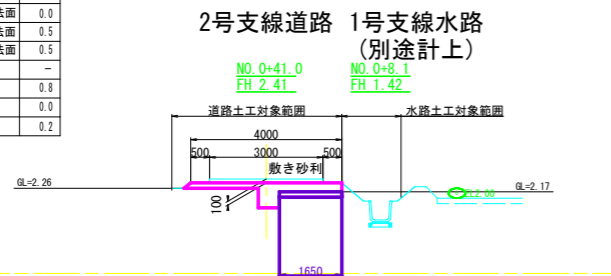 法面 0.0
法面 0.5
法面 0.5
-
0.8
0.0
0.2
2号支線道路 1号支線水路
(別途計上)
NO.0+41.0 NO.0+8.1
FH 2.41 FH 1.42
道路土工対象範囲 水路土工対象範囲
4000
500 3000 500
敷き砂利
GL=2.26
GL=2.17
100
1650